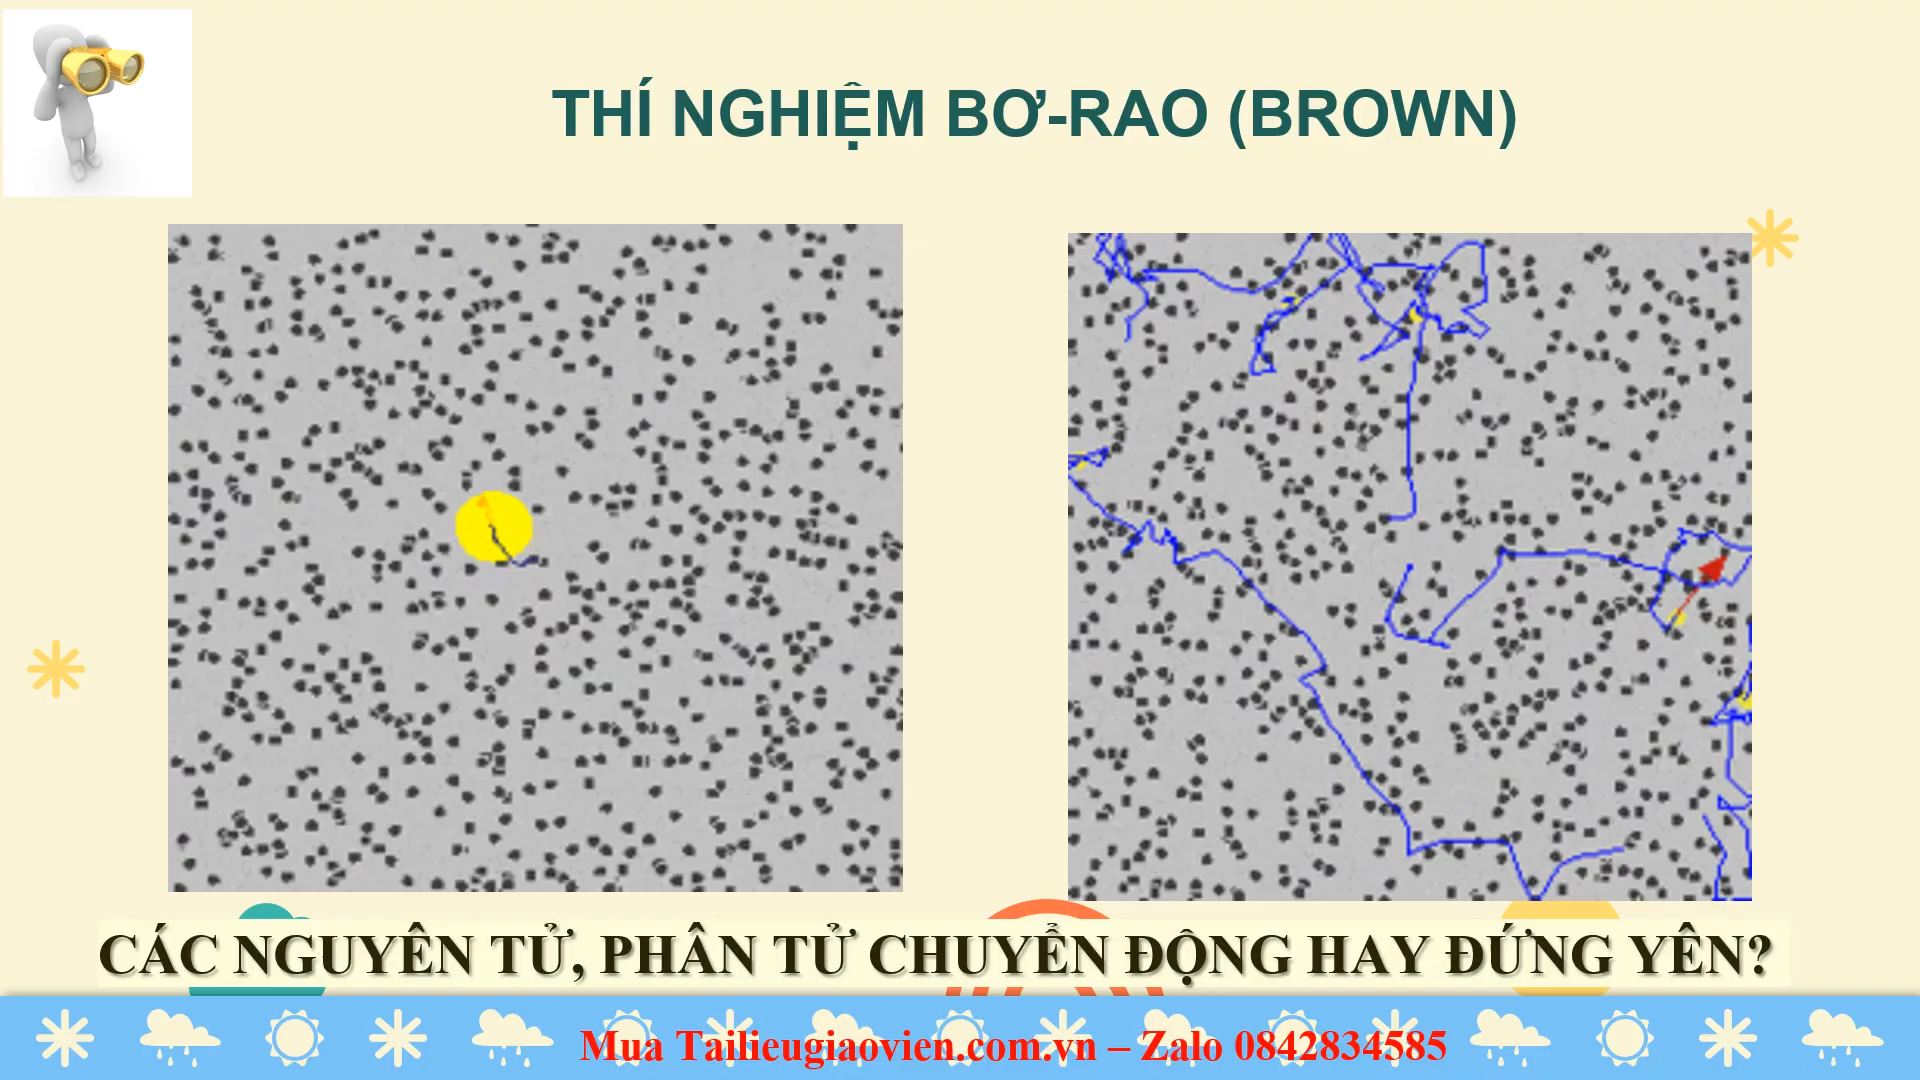 THÍ NGHIỆM BƠ-RAO (BROWN)
CÁC NGUYÊN TỬ, PHÂN TỬ CHUYỂN ĐỘNG HAY ĐỨNG YÊN?
Mua Tailieugiaovien.com.vn – Zalo 0842834585